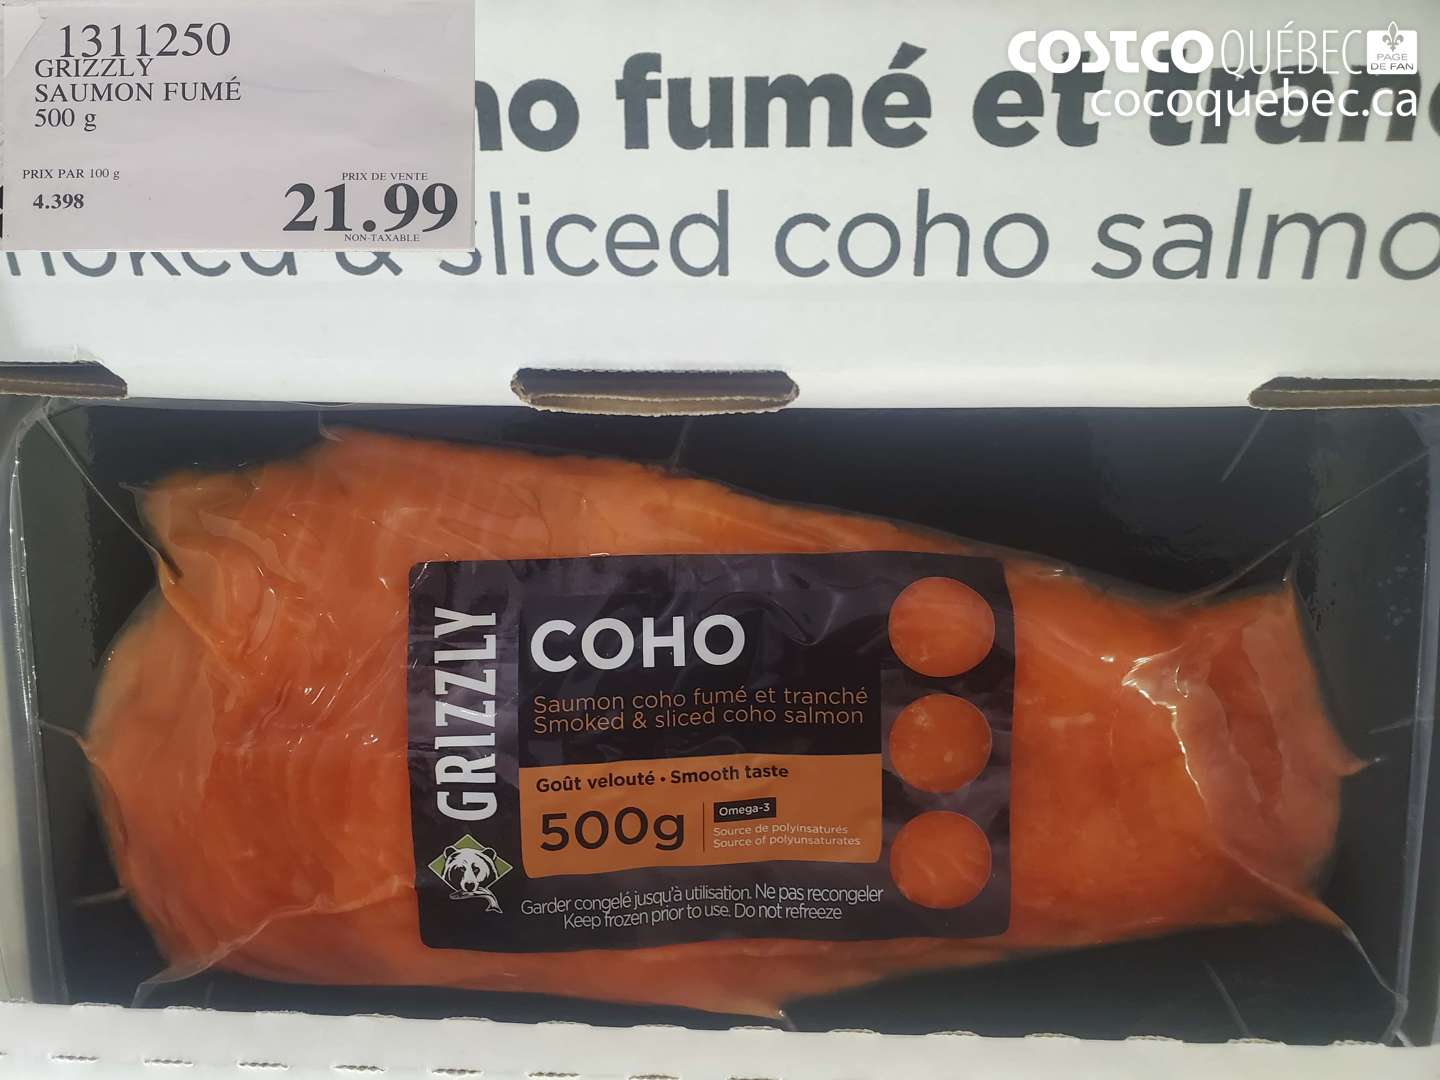 1311250
GRIZZLY
SAUMON FUMÉ
500 g
PRIX PAR 100 g
4.398
PRIX DE VENTE
21.99
NON-TAXABLE
COSTCO QUÉBEC PAGE DE FAN
cocoquebec.ca
fumé et
sliced coho
GRIZZLY
COHO
Saumon coho fumé et tranché
Smoked & sliced coho salmon
Goût velouté • Smooth taste
500g
Omega-3
Source de polyinsaturés
Source of polyunsaturates
Garder congelé jusqu'à utilisation. Ne pas recongeler
Keep frozen prior to use. Do not refreeze